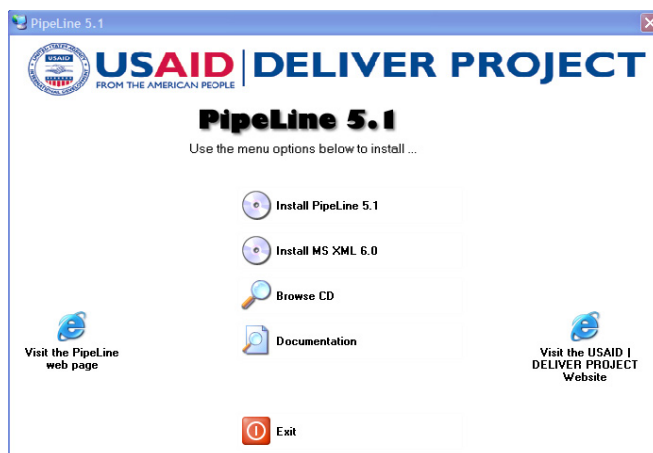 PipeLine 5.1
USAID
USAID | DELIVER PROJECT
FROM THE AMERICAN PEOPLE
PipeLine 5.1
Use the menu options below to install ...
Install PipeLine 5.1
Install MS XML 6.0
Browse CD
Documentation
Visit the PipeLine
web page
Visit the USAID |
DELIVER PROJECT
Website
Exit